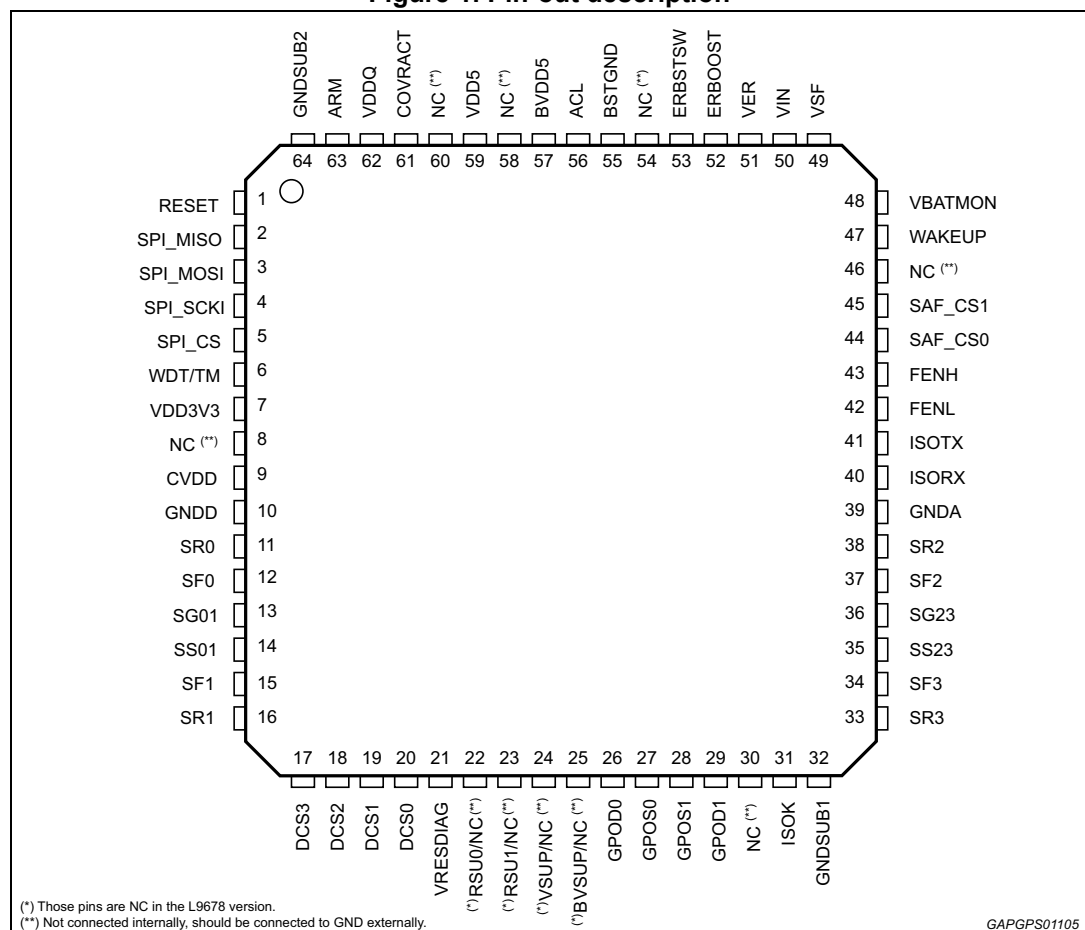 Figure 1. Pin-out description
GNDSUB2
ARM
VDDQ
COVRACT
NC (**)
VDD5
NC (**)
BVDD5
ACL
BSTGND
NC (**)
ERBSTSW
ERBOOST
VER
VIN
VSF
64 63 62 61 60 59 58 57 56 55 54 53 52 51 50 49
RESET 1
SPI_MISO 2
SPI_MOSI 3
SPI_SCKI 4
SPI_CS 5
WDT/TM 6
VDD3V3 7
NC (**) 8
CVDD 9
GNDD 10
SR0 11
SF0 12
SG01 13
SS01 14
SF1 15
SR1 16
48 VBATMON
47 WAKEUP
46 NC (**)
45 SAF_CS1
44 SAF_CS0
43 FENH
42 FENL
41 ISOTX
40 ISORX
39 GNDA
38 SR2
37 SF2
36 SG23
35 SS23
34 SF3
33 SR3
17 18 19 20 21 22 23 24 25 26 27 28 29 30 31 32
DCS3
DCS2
DCS1
DCS0
VRESDIAG
(*)RSU0/NC (**)
(*)RSU1/NC (**)
(*)VSUP/NC (**)
(*)BVSUP/NC (**)
GPOD0
GPOS0
GPOS1
GPOD1
NC (**)
ISOK
GNDSUB1
(*) Those pins are NC in the L9678 version.
(**) Not connected internally, should be connected to GND externally.
GAPGPS01105